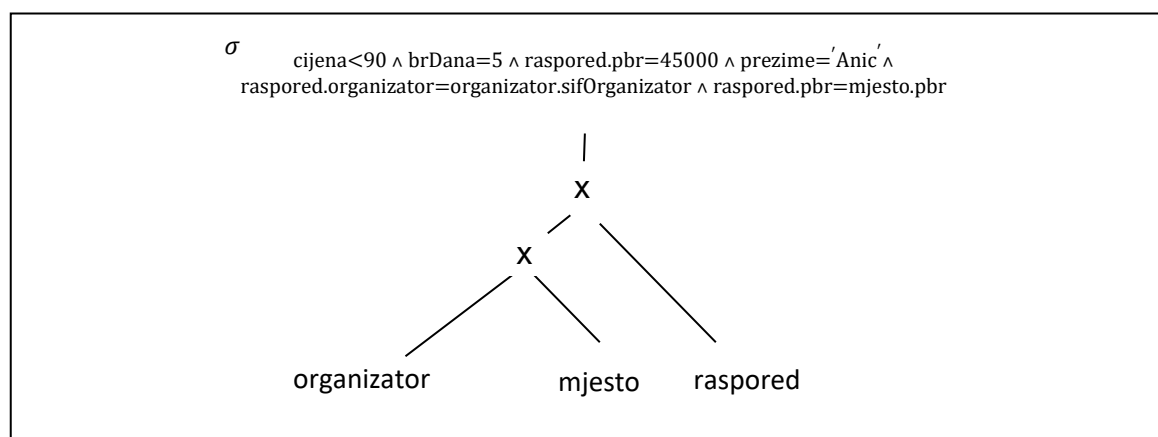 σ
cijena<90 ∧ brDana=5 ∧ raspored.pbr=45000 ∧ prezime='Anic'∧
raspored.organizator=organizator.sifOrganizator ∧ raspored.pbr=mjesto.pbr
x
x
organizator mjesto raspored